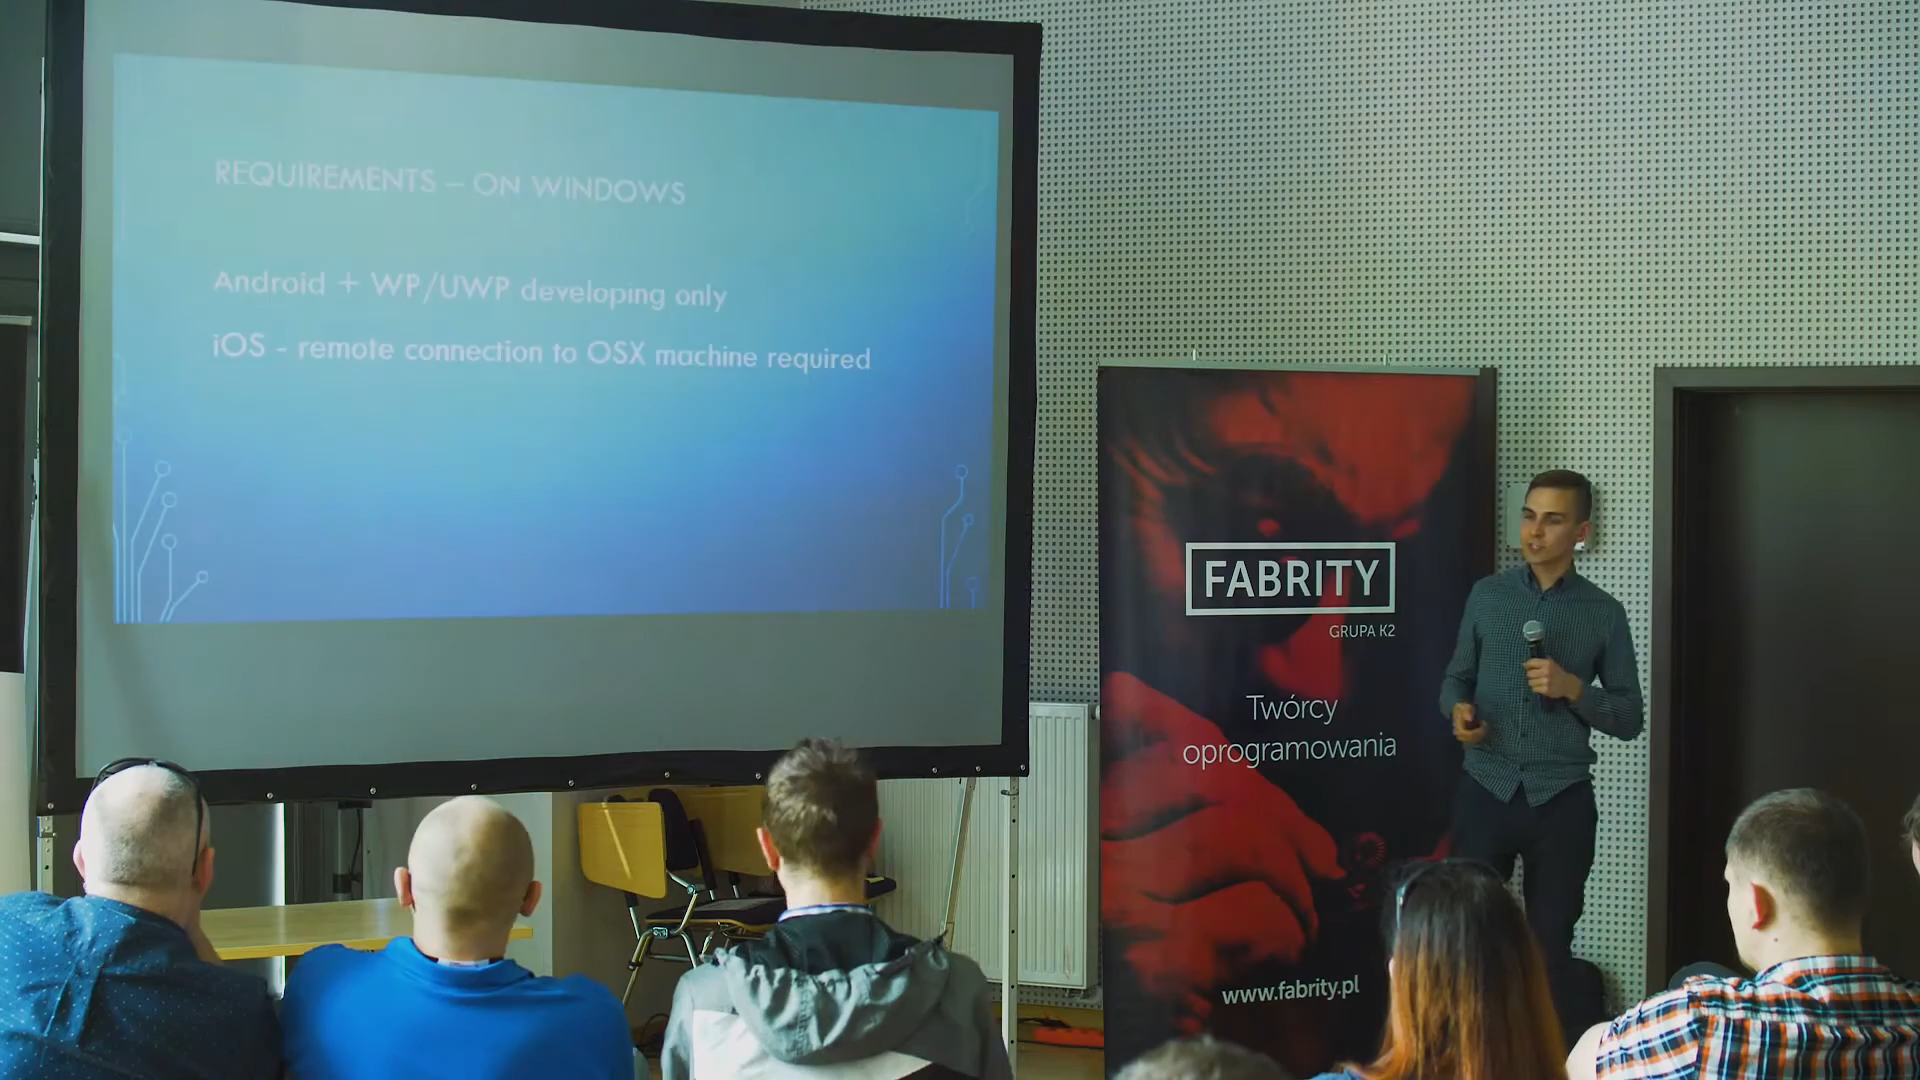 REQUIREMENTS – ON WINDOWS
Android + WP/UWP developing only
iOS - remote connection to OSX machine required
FABRITY
GRUPA K2
Twórcy
oprogramowania
www.fabrity.pl